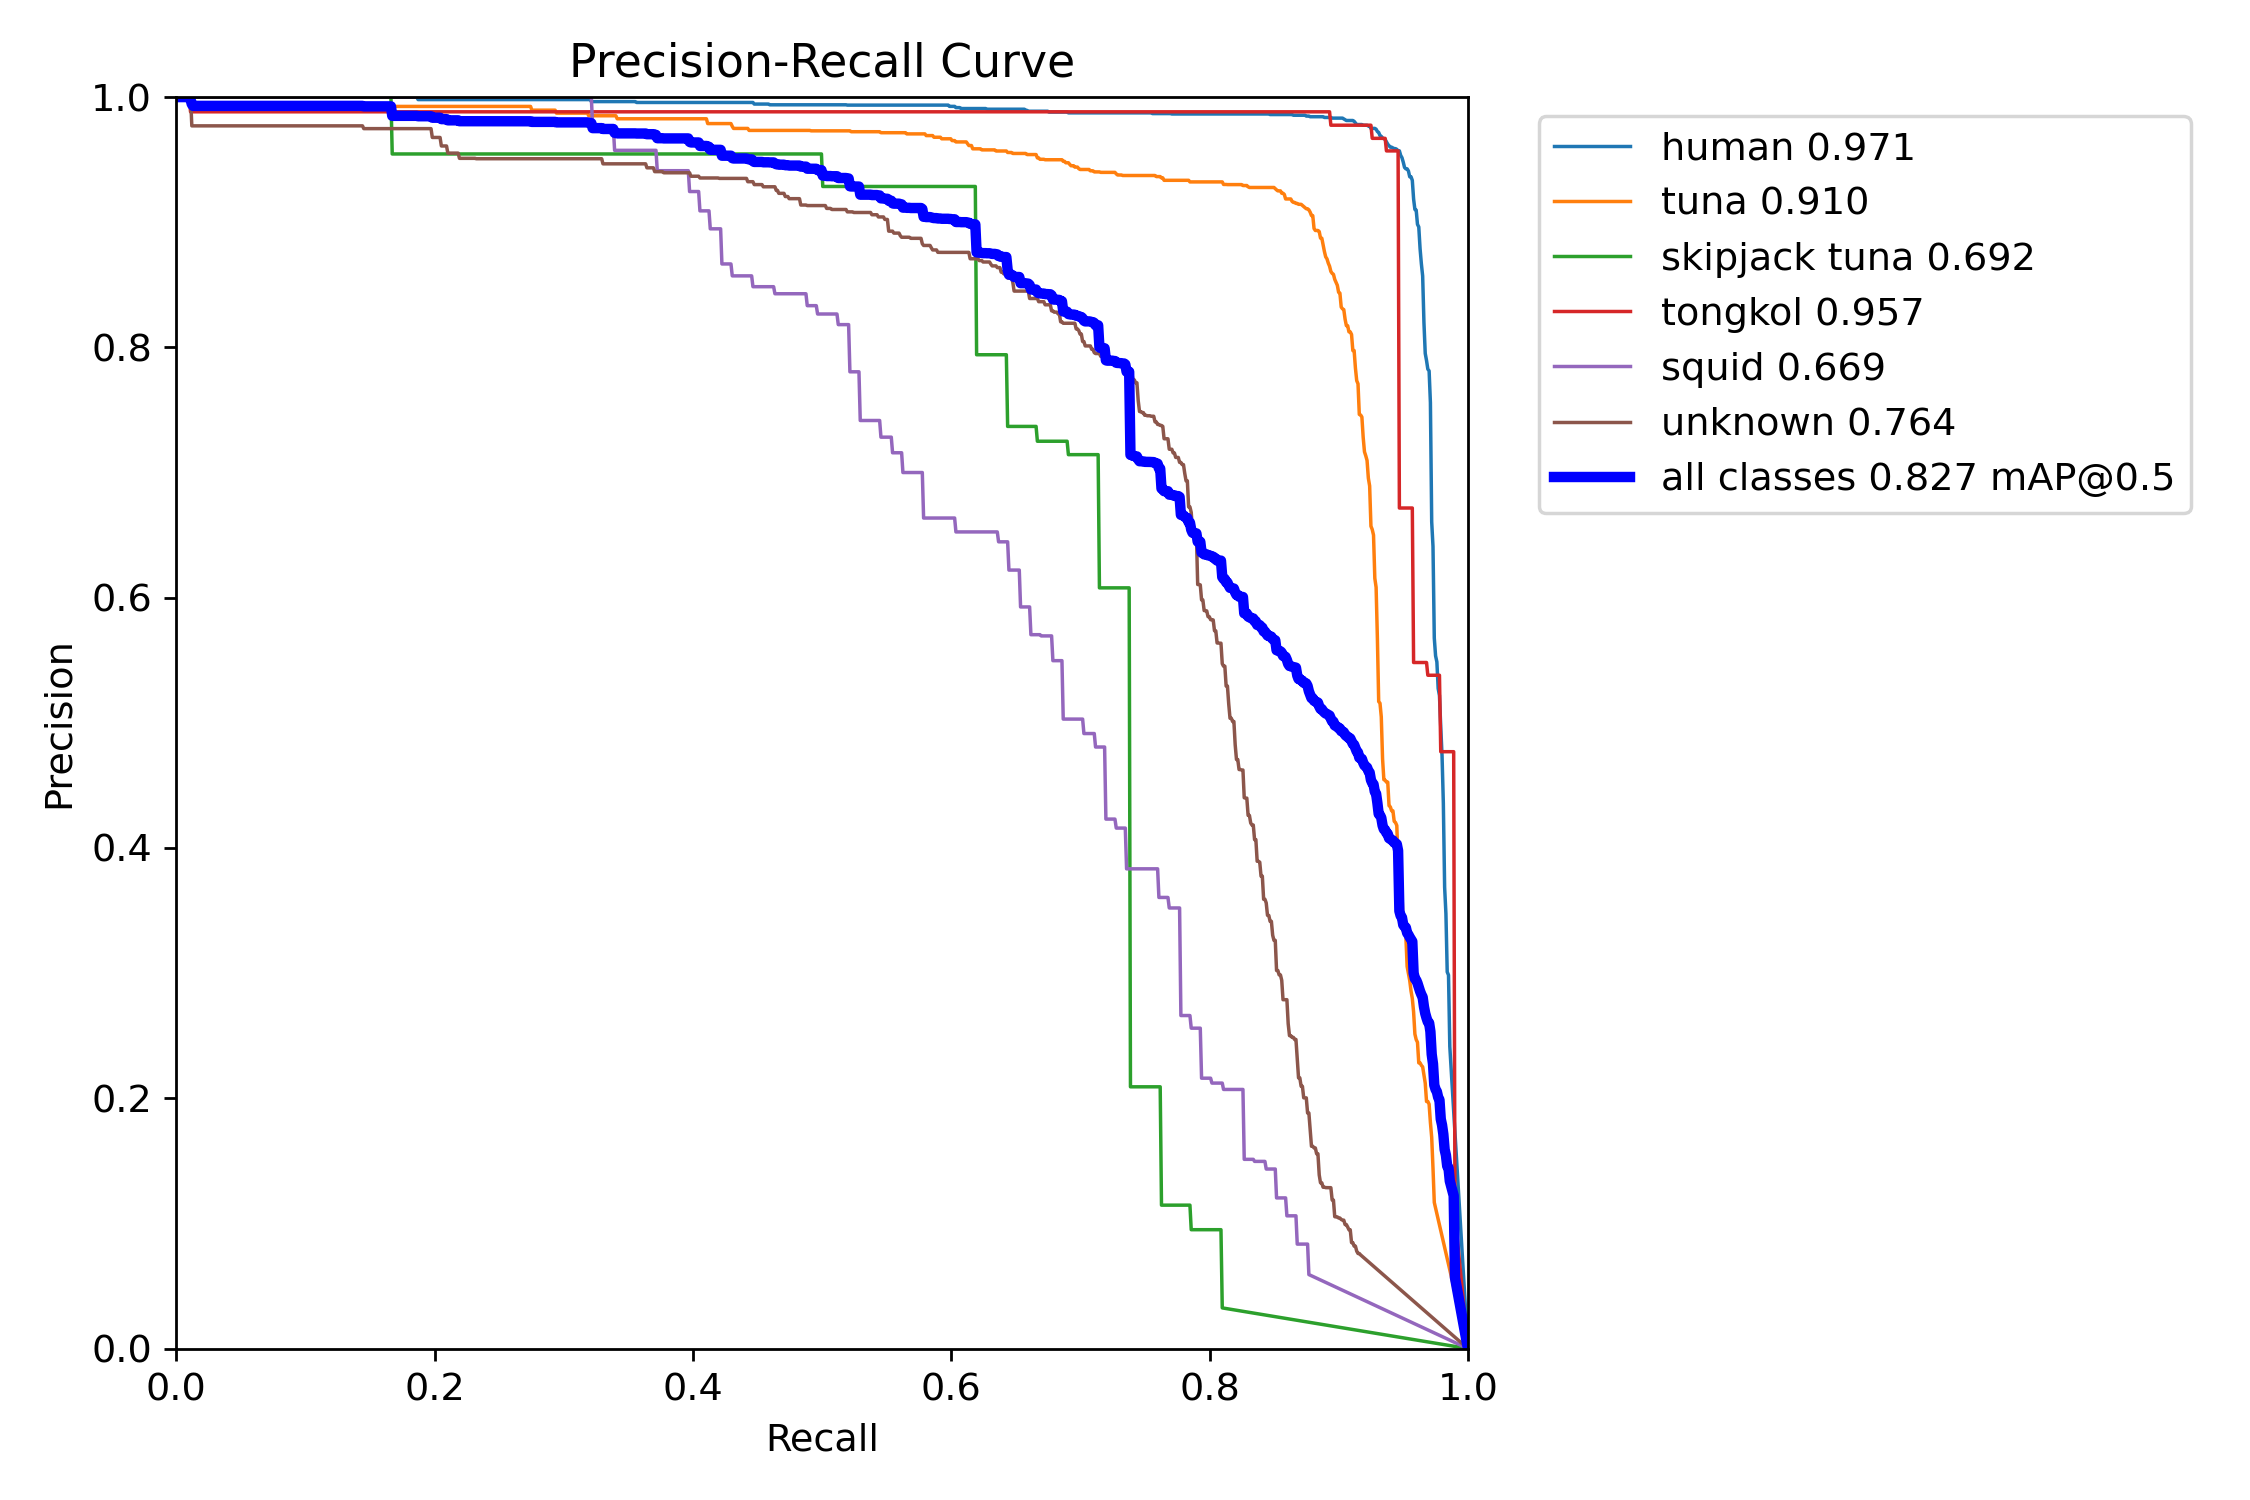 Precision-Recall Curve
1.0
0.8
0.6
0.4
0.2
0.0
Precision
0.0 0.2 0.4 0.6 0.8 1.0
Recall
human 0.971
tuna 0.910
skipjack tuna 0.692
tongkol 0.957
squid 0.669
unknown 0.764
all classes 0.827 mAP@0.5